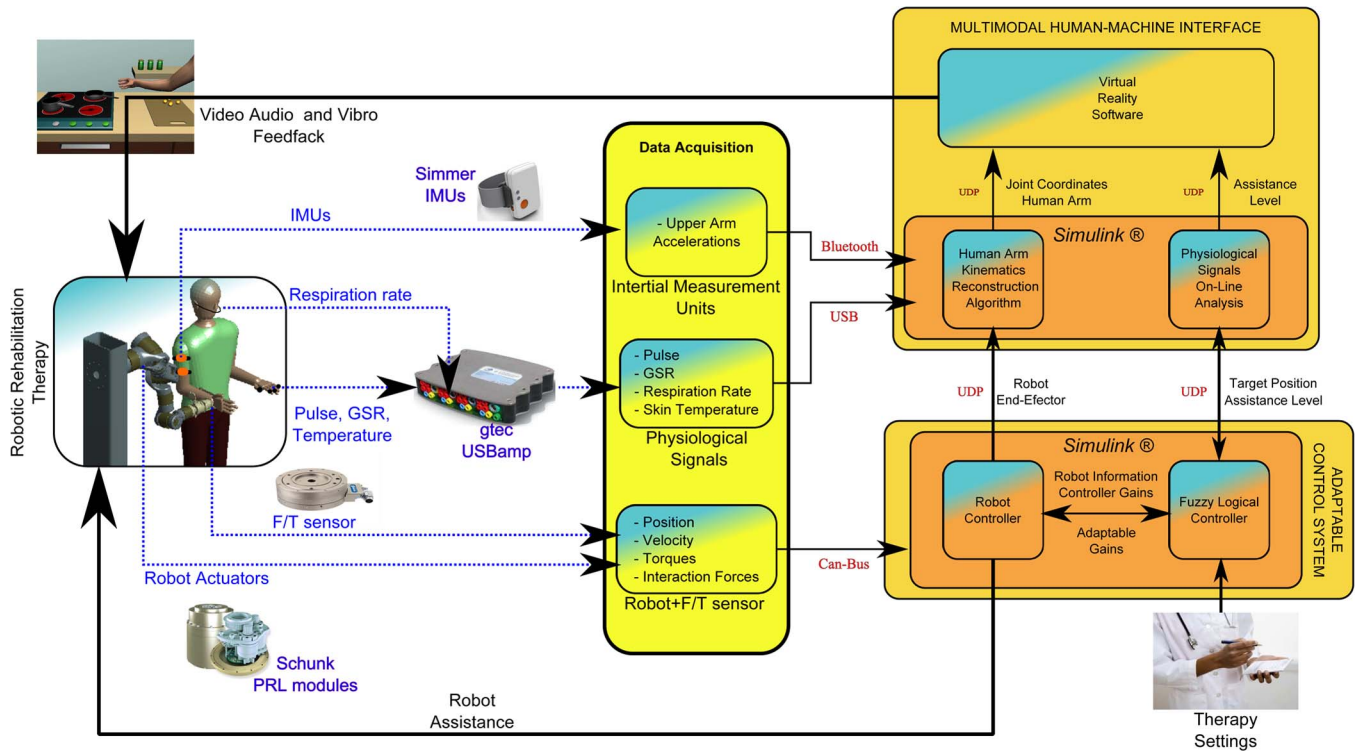 MULTIMODAL HUMAN-MACHINE INTERFACE
Virtual
Reality
Software
Video Audio and Vibro
Feedfack
Data Acquisition
Simmer
IMUs
IMUs
- Upper Arm
Accelerations
Intertial Measurement
Units
UDP
Joint Coordinates
Human Arm
UDP
Assistance
Level
Simulink ®
Bluetooth
Human Arm
Kinematics
Reconstruction
Algorithm
Physiological
Signals
On-Line
Analysis
USB
Robotic Rehabilitation
Therapy
Respiration rate
Pulse, GSR,
Temperature
gtec
USBamp
- Pulse
- GSR
- Respiration Rate
- Skin Temperature
Physiological
Signals
UDP
Robot
End-Efector
UDP
Target Position
Assistance Level
F/T sensor
Robot Actuators
- Position
- Velocity
- Torques
- Interaction Forces
Robot+F/T sensor
Can-Bus
Simulink ®
Robot
Controller
Robot Information
Controller Gains
Adaptable
Gains
Fuzzy Logical
Controller
ADAPTABLE
CONTROL SYSTEM
Schunk
PRL modules
Robot
Assistance
Therapy
Settings